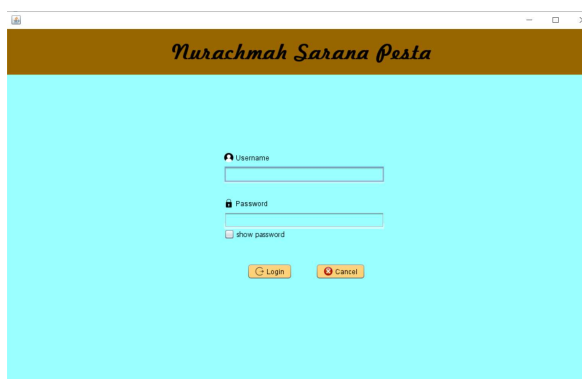 Nurachmah Sarana Pesta
Username
Password
show password
Login Cancel